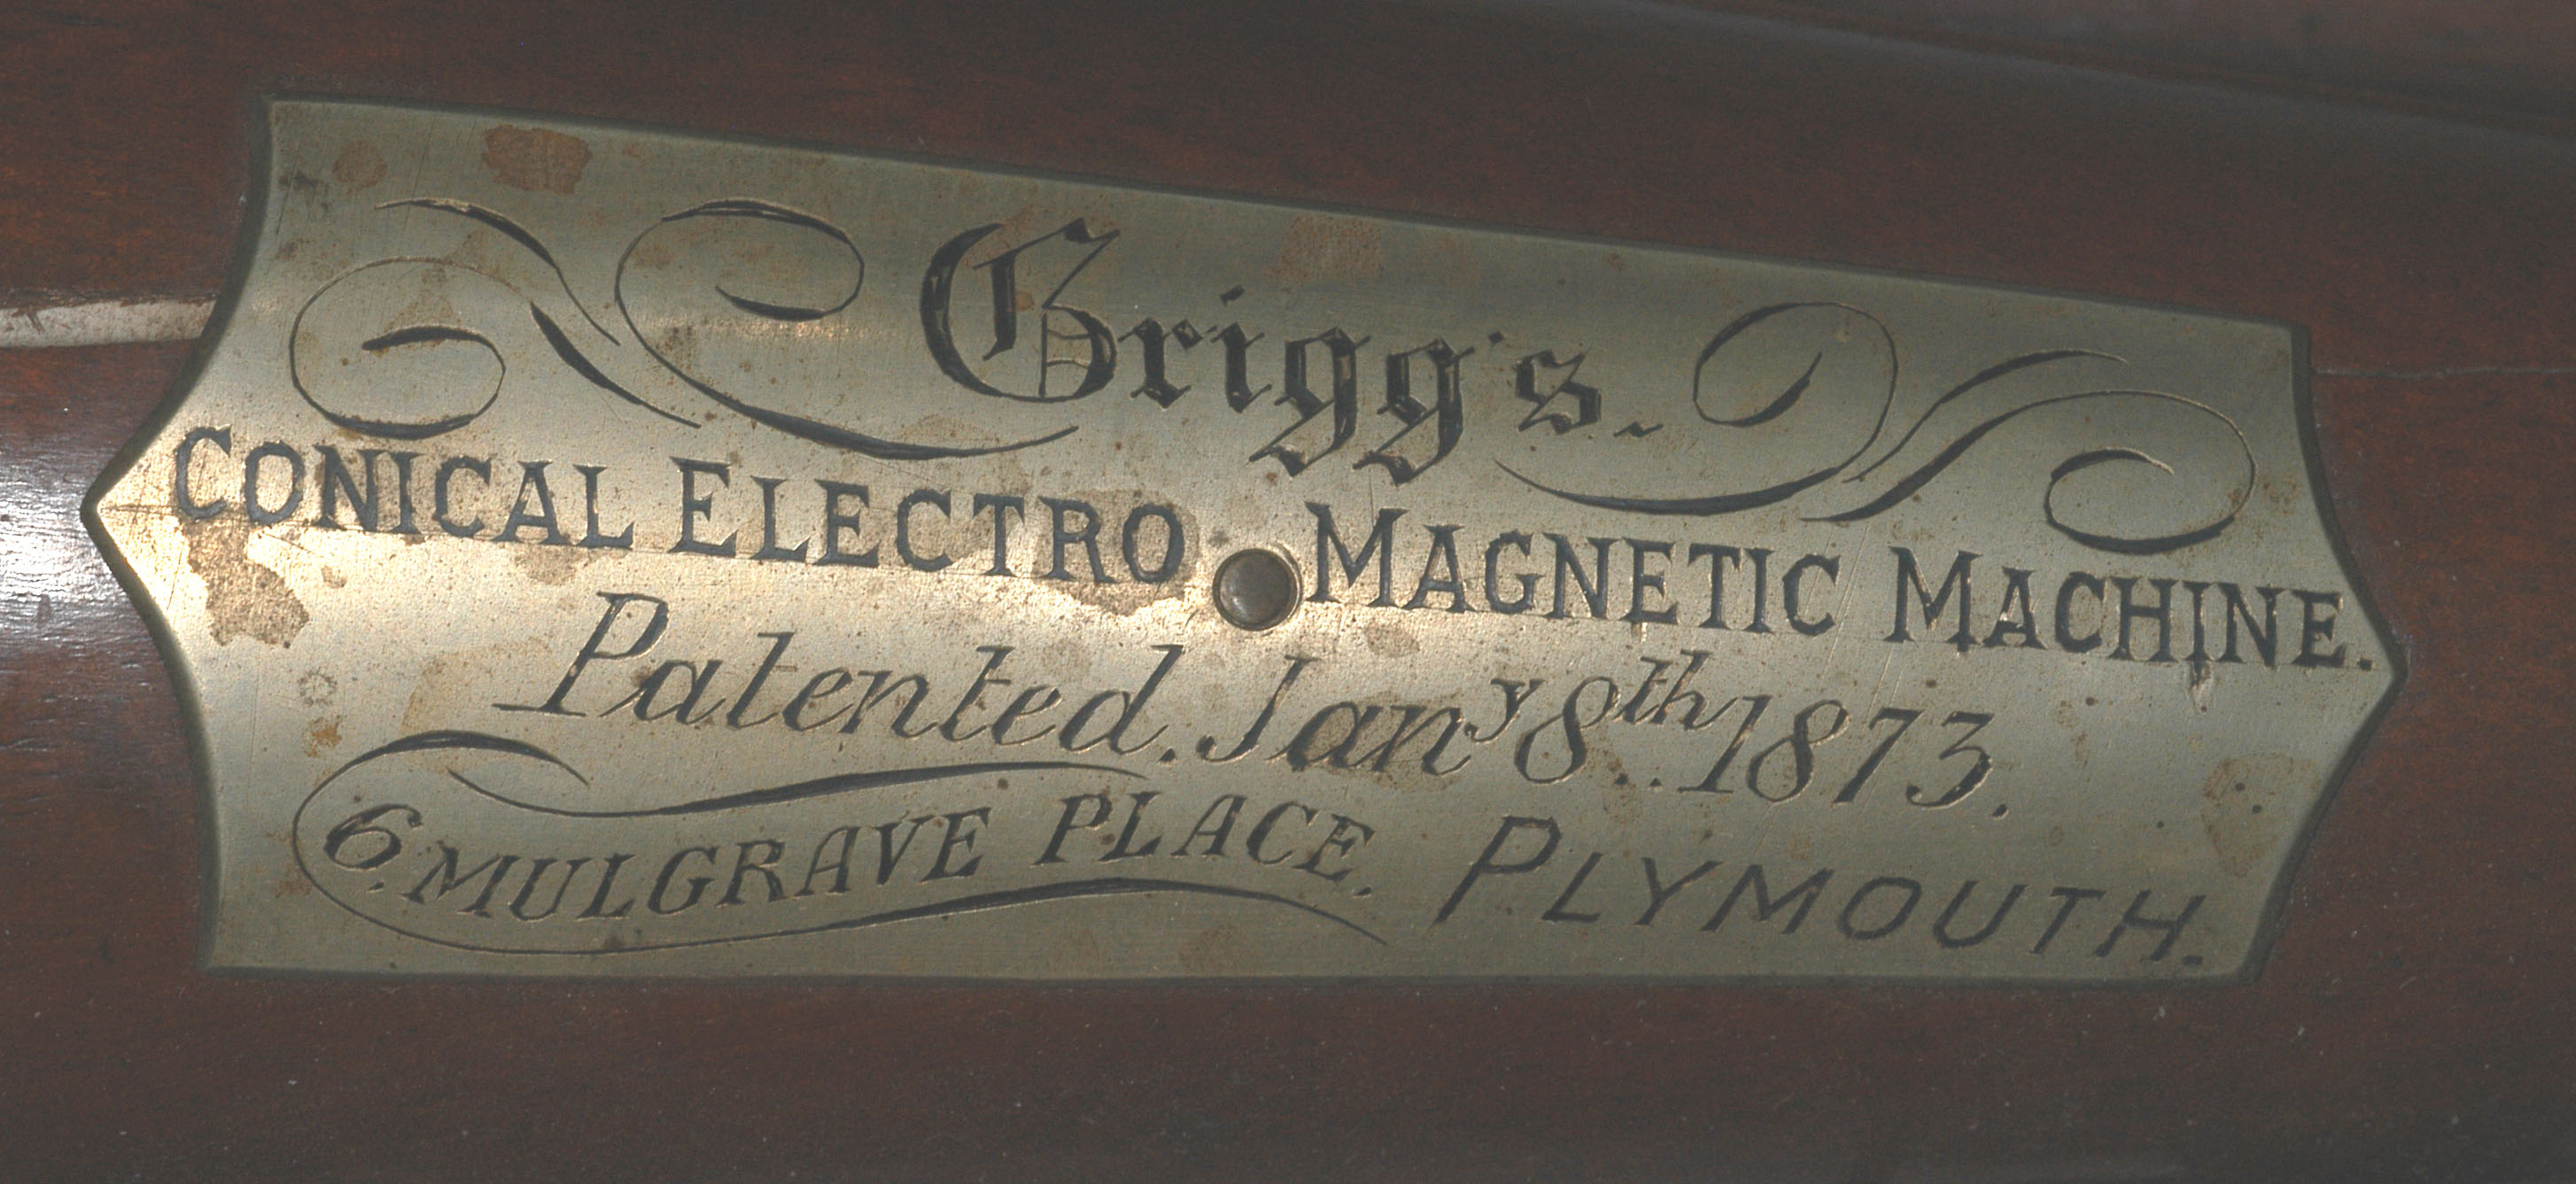 Grigg's.
CONICAL ELECTRO MAGNETIC MACHINE.
Patented. Jany 8th.. 1873.
6. MULGRAVE PLACE. PLYMOUTH.